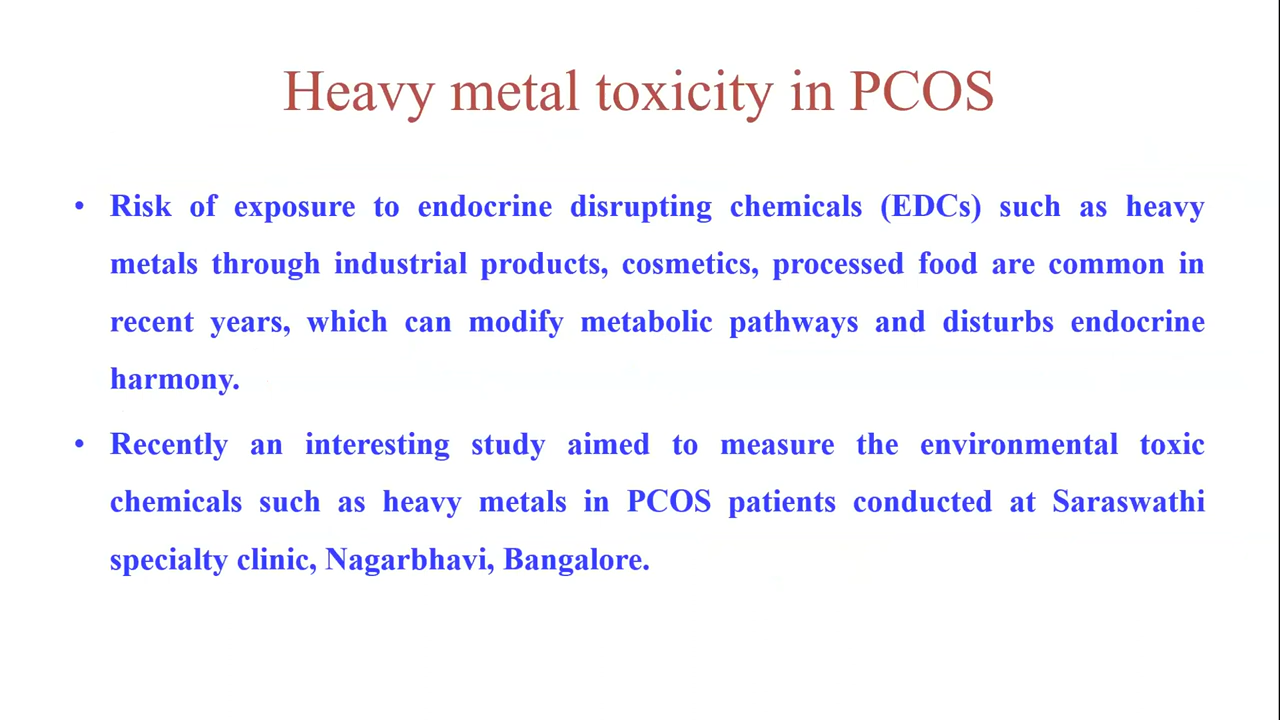 Heavy metal toxicity in PCOS
• Risk of exposure to endocrine disrupting chemicals (EDCs) such as heavy
metals through industrial products, cosmetics, processed food are common in
recent years, which can modify metabolic pathways and disturbs endocrine
harmony.
• Recently an interesting study aimed to measure the environmental toxic
chemicals such as heavy metals in PCOS patients conducted at Saraswathi
specialty clinic, Nagarbhavi, Bangalore.